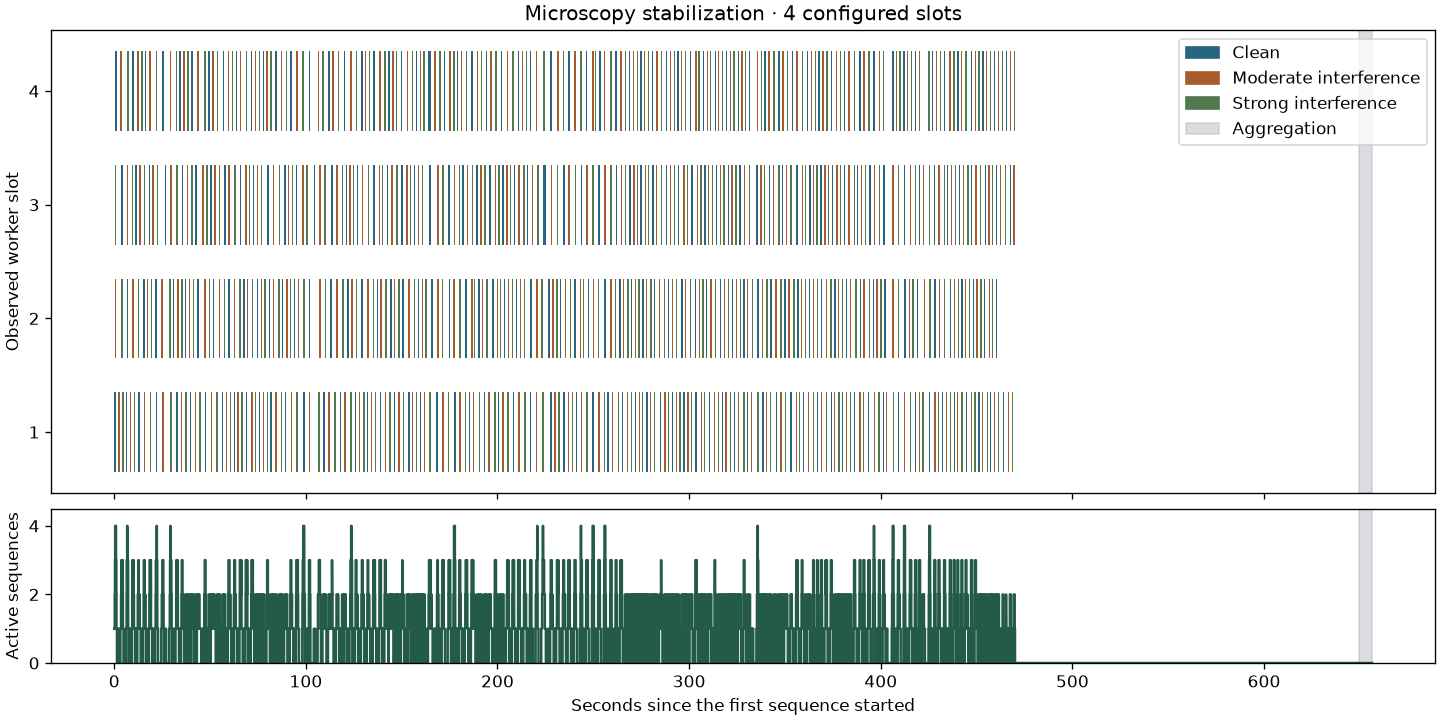 Microscopy stabilization · 4 configured slots
Clean
Moderate interference
Strong interference
Aggregation
Observed worker slot
4
3
2
1
Active sequences
4
2
0
0
100
200
300
400
500
600
Seconds since the first sequence started